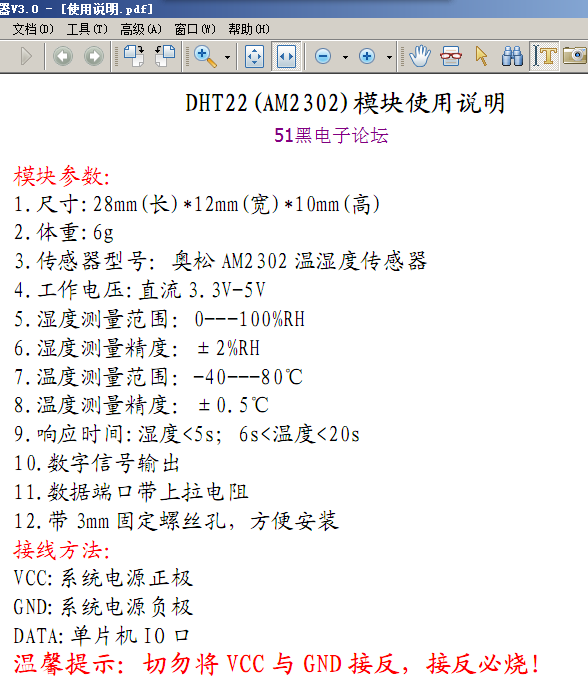 器V3.0 - [使用说明.pdf]
文档(D) 工具(T) 高级(A) 窗口(W) 帮助(H)
DHT22(AM2302)模块使用说明
51黑电子论坛
模块参数:
1.尺寸:28mm(长)*12mm(宽)*10mm(高)
2.体重:6g
3.传感器型号: 奥松 AM2302 温湿度传感器
4.工作电压:直流 3.3V-5V
5.湿度测量范围: 0---100%RH
6.湿度测量精度: ±2%RH
7.温度测量范围: -40---80℃
8.温度测量精度: ±0.5℃
9.响应时间:湿度<5s; 6s<温度<20s
10.数字信号输出
11.数据端口带上拉电阻
12.带 3mm 固定螺丝孔，方便安装
接线方法:
VCC:系统电源正极
GND:系统电源负极
DATA:单片机 IO 口
温馨提示: 切勿将 VCC 与 GND 接反，接反必烧!